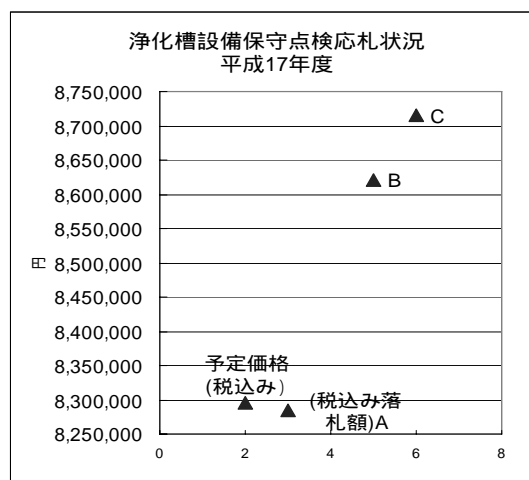 浄化槽設備保守点検応札状況
平成17年度
8,750,000
8,700,000
8,650,000
8,600,000
8,550,000
8,500,000
8,450,000
8,400,000
8,350,000
8,300,000
8,250,000
円
C
B
予定価格
(税込み)
(税込み落
札額)A
0
2
4
6
8